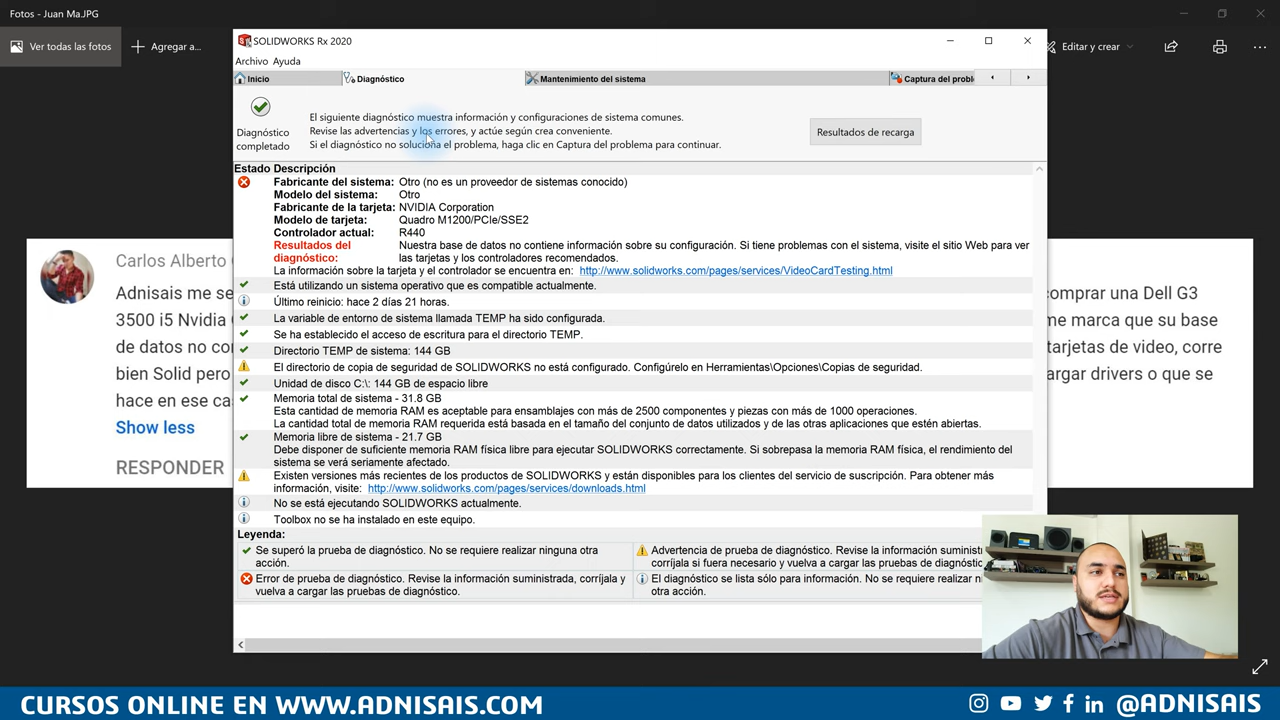 Fotos - Juan Ma.JPG
Ver todas las fotos
Agregar a...
Editar y crear
SOLIDWORKS Rx 2020
Archivo Ayuda
Inicio
Diagnóstico
Mantenimiento del sistema
Captura del
Diagnóstico
completado
El siguiente diagnóstico muestra información y configuraciones de sistema comunes.
Revise las advertencias y los errores, y actúe según crea conveniente.
Si el diagnóstico no soluciona el problema, haga clic en Captura del problema para continuar.
Resultados de recarga
Estado Descripción
Fabricante del sistema: Otro (no es un proveedor de sistemas conocido)
Modelo del sistema: Otro
Fabricante de la tarjeta: NVIDIA Corporation
Modelo de tarjeta: Quadro M1200/PCIe/SSE2
Controlador actual: R440
Resultados del diagnóstico: Nuestra base de datos no contiene información sobre su configuración. Si tiene problemas con el sistema, visite el sitio Web para ver
las tarjetas y los controladores recomendados.
La información sobre la tarjeta y el controlador se encuentra en: http://www.solidworks.com/pages/services/VideoCardTesting.html
Está utilizando un sistema operativo que es compatible actualmente.
Último reinicio: hace 2 días 21 horas.
La variable de entorno de sistema llamada TEMP ha sido configurada.
Se ha establecido el acceso de escritura para el directorio TEMP.
Directorio TEMP de sistema: 144 GB
El directorio de copia de seguridad de SOLIDWORKS no está configurado. Configúrelo en Herramientas\Opciones\Copias de seguridad.
Unidad de disco C:\: 144 GB de espacio libre
Memoria total de sistema - 31.8 GB
Esta cantidad de memoria RAM es aceptable para ensamblajes con más de 2500 componentes y piezas con más de 1000 operaciones.
La cantidad total de memoria RAM requerida está basada en el tamaño del conjunto de datos utilizados y de las otras aplicaciones que estén abiertas.
Memoria libre de sistema - 21.7 GB
Debe disponer de suficiente memoria RAM física libre para ejecutar SOLIDWORKS correctamente. Si sobrepasa la memoria RAM física, el rendimiento del
sistema se verá seriamente afectado.
Existen versiones más recientes de los productos de SOLIDWORKS y están disponibles para los clientes del servicio de suscripción. Para obtener más
información, visite: http://www.solidworks.com/pages/services/downloads.html
No se está ejecutando SOLIDWORKS actualmente.
Toolbox no se ha instalado en este equipo.
Leyenda:
Se superó la prueba de diagnóstico. No se requiere realizar ninguna otra
acción.
Advertencia de prueba de diagnóstico. Revise la información
corríjala si fuera necesario y vuelva a cargar las pruebas de
Error de prueba de diagnóstico. Revise la información suministrada, corríjala y
vuelva a cargar las pruebas de diagnóstico.
El diagnóstico se lista sólo para información. No se requiere realizar
otra acción.
Carlos Alberto
Adnisais me comprar una Dell G3
3500 i5 Nvidia me marca que su base
de datos no tarjetas de video, corre
bien Solid pero drivers o que se
hace en ese
Show less
RESPONDER
CURSOS ONLINE EN WWW.ADNISAIS.COM
@ADNISAIS